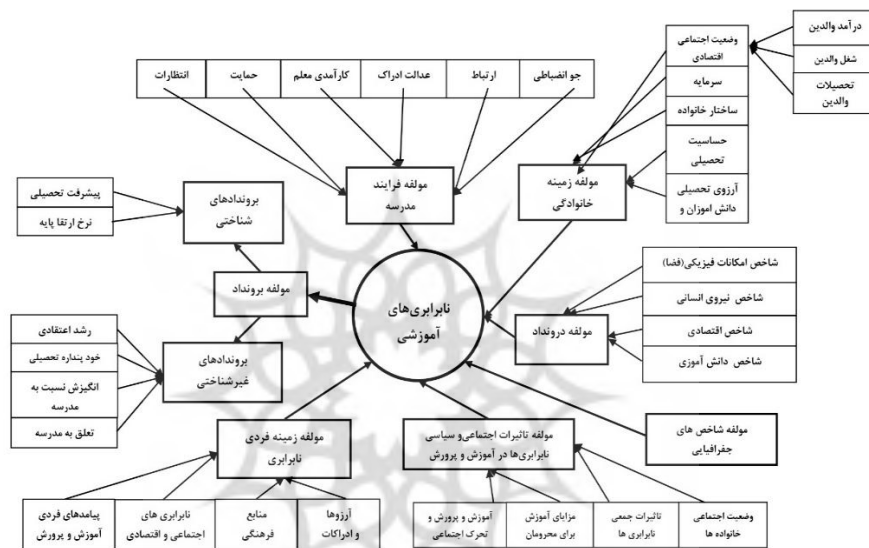 درآمد والدین
شغل والدین
تحصیلات
والدین
وضعیت اجتماعی
اقتصادی
سرمایه
ساختار خانواده
حساسیت
تحصیلی
آرزوی تحصیلی
دانش اموزان و
مولفه زمینه
خانوادگی
جو انضباطی
ارتباط
عدالت ادراک
کارآمدی معلم
حمایت
انتظارات
مولفه فرایند
مدرسه
پیشرفت تحصیلی
نرخ ارتقا پایه
بروندادهای
شناختی
مولفه برونداد
نابرابری‌های
آموزشی
شاخص امکانات فیزیکی(فضا)
شاخص نیروی انسانی
شاخص اقتصادی
شاخص دانش آموزی
مولفه درونداد
رشد اعتقادی
خود پنداره تحصیلی
انگیزش نسبت به
مدرسه
تعلق به مدرسه
بروندادهای
غیرشناختی
مولفه شاخص های
جفرافیایی
مولفه تاثیرات اجتماعی‌و سیاسی
نابرابری‌ها در آموزش و پرورش
وضعیت اجتماعی
خانواده ها
تاثیرات جمعی
نابرابری ها
مزایای آموزش
برای محرومان
آموزش و پرورش و
تحرک اجتماعی
مولفه زمینه فردی
نابرابری
آرزوها
و ادراکات
منابع
فرهنگی
نابرابری های
اجتماعی و اقتصادی
پیامدهای فردی
آموزش و پرورش